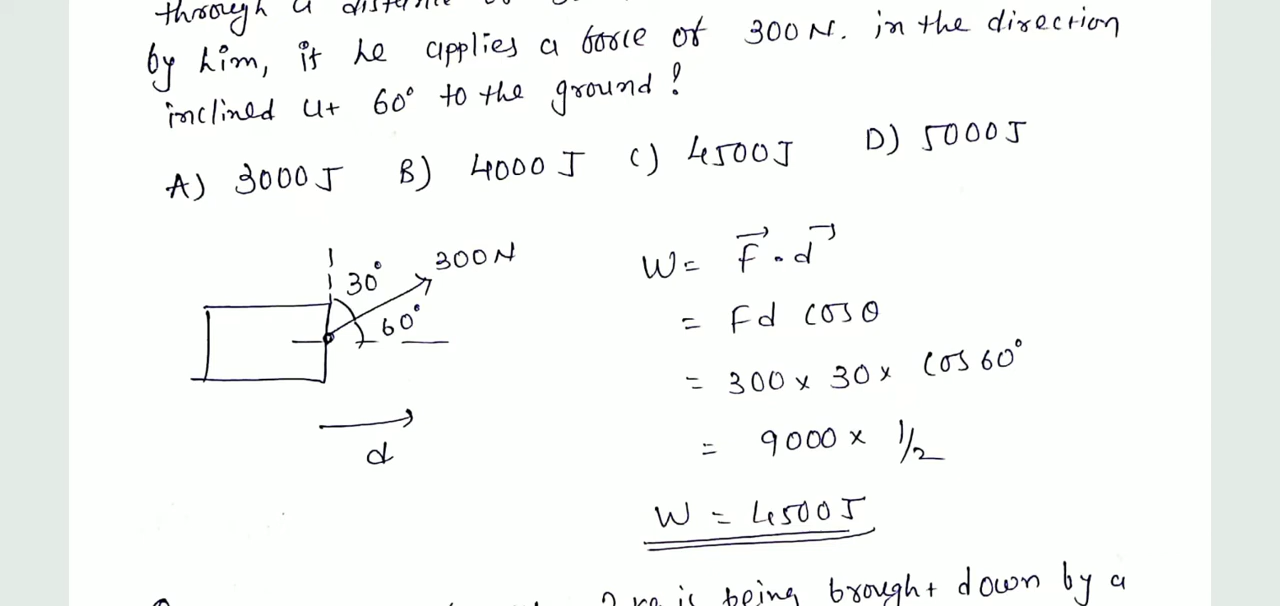 through a
by him, if he applies a force of 300 N. in the direction
inclined at 60° to the ground?
A) 3000 J B) 4000 J C) 4500 J D) 5000 J
30° 300 N
60°
d
W = F⃗ . d⃗
= Fd cos θ
= 300 × 30 × cos 60°
= 9000 × 1/2
W = 4500 J
is being brought down by a